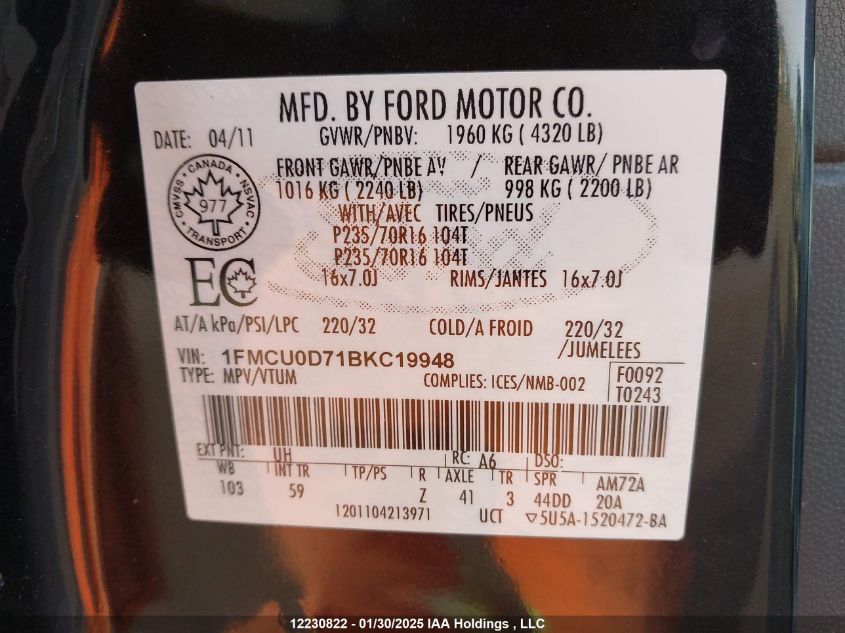 MFD. BY FORD MOTOR CO.
DATE: 04/11 GVWR/PNBV: 1960 KG ( 4320 LB)
FRONT GAWR/PNBE AV / REAR GAWR/ PNBE AR
1016 KG ( 2240 LB) 998 KG ( 2200 LB)
WITH/AVEC TIRES/PNEUS
P235/70R16 104T
P235/70R16 104T
16x7.0J RIMS/JANTES 16x7.0J
CMVSS CANADA NSVAC
977
TRANSPORT
EC
AT/A kPa/PSI/LPC 220/32 COLD/A FROID 220/32
/JUMELEES
VIN: 1FMCU0D71BKC19948
TYPE: MPV/VTUM COMPLIES: ICES/NMB-002 F0092
T0243
EXT PNT: UH RC: A6 DSO:
WB INT TR TP/PS R AXLE TR SPR AM72A
103 59 Z 41 3 44DD 20A
1201104213971 UCT ▽5U5A-1520472-BA
12230822 - 01/30/2025 IAA Holdings , LLC